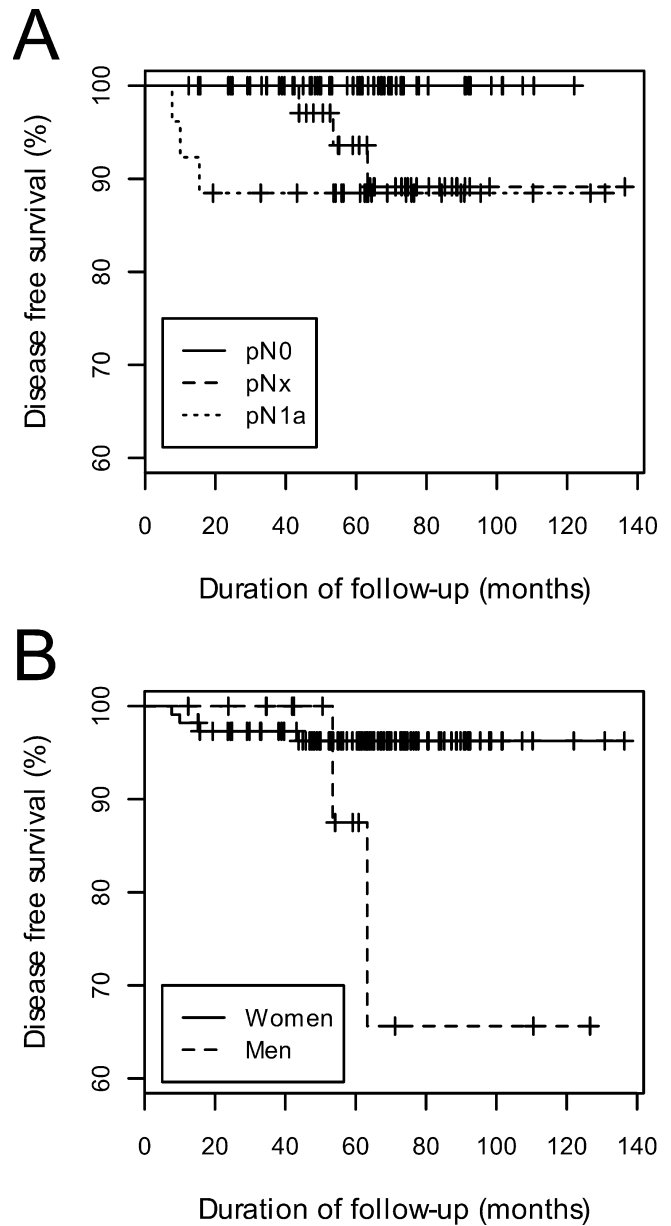 A
Disease free survival (%)
100
90
80
70
60
pN0
pNx
pN1a
0 20 40 60 80 100 120 140
Duration of follow-up (months)
B
Disease free survival (%)
100
90
80
70
60
Women
Men
0 20 40 60 80 100 120 140
Duration of follow-up (months)